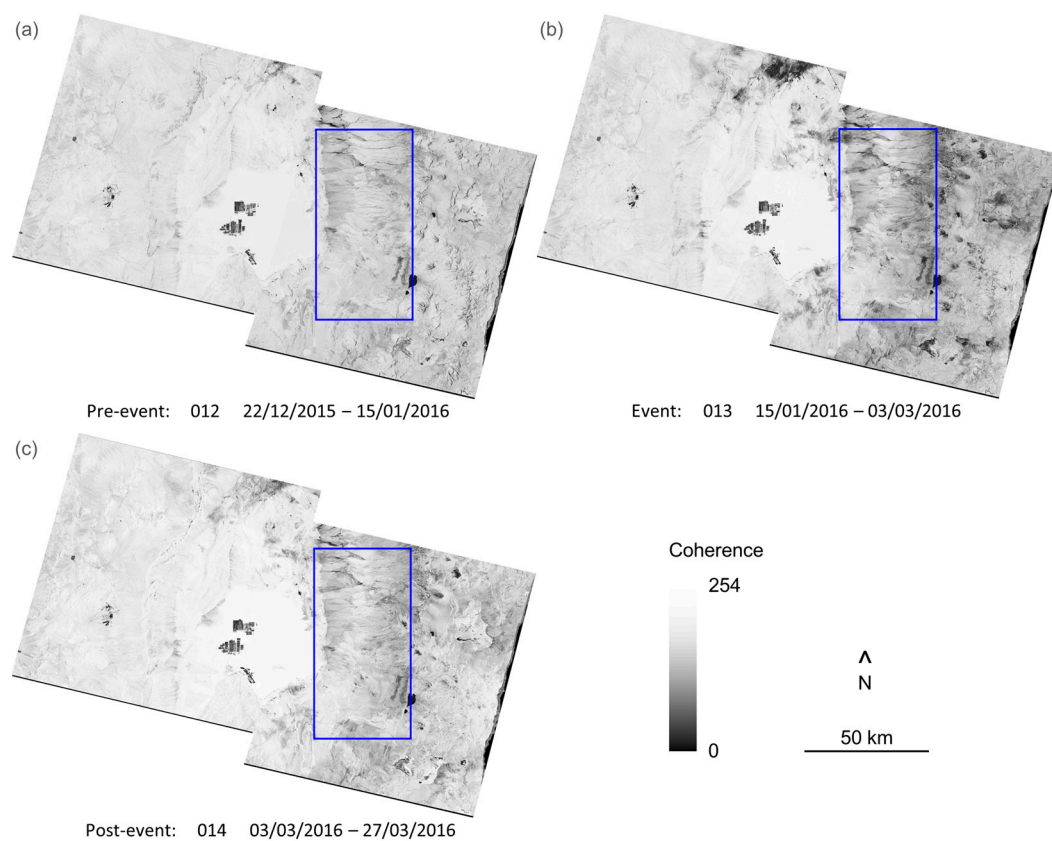 (a)
(b)
Pre-event: 012 22/12/2015 – 15/01/2016
Event: 013 15/01/2016 – 03/03/2016
(c)
Coherence
254
0
^
N
50 km
Post-event: 014 03/03/2016 – 27/03/2016